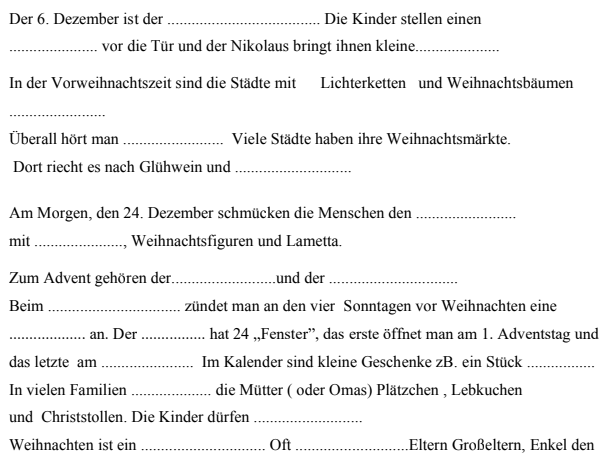 Der 6. Dezember ist der ..................................... Die Kinder stellen einen
..................... vor die Tür und der Nikolaus bringt ihnen kleine....................
In der Vorweihnachtszeit sind die Städte mit Lichterketten und Weihnachtsbäumen
.......................
Überall hört man ........................ Viele Städte haben ihre Weihnachtsmärkte.
Dort riecht es nach Glühwein und ............................
Am Morgen, den 24. Dezember schmücken die Menschen den ........................
mit ....................., Weihnachtsfiguren und Lametta.
Zum Advent gehören der.........................und der ...............................
Beim ................................ zündet man an den vier Sonntagen vor Weihnachten eine
.................. an. Der ............... hat 24 „Fenster”, das erste öffnet man am 1. Adventstag und
das letzte am ...................... Im Kalender sind kleine Geschenke zB. ein Stück ................
In vielen Familien ................... die Mütter ( oder Omas) Plätzchen , Lebkuchen
und Christstollen. Die Kinder dürfen ..........................
Weihnachten ist ein .............................. Oft ...........................Eltern Großeltern, Enkel den